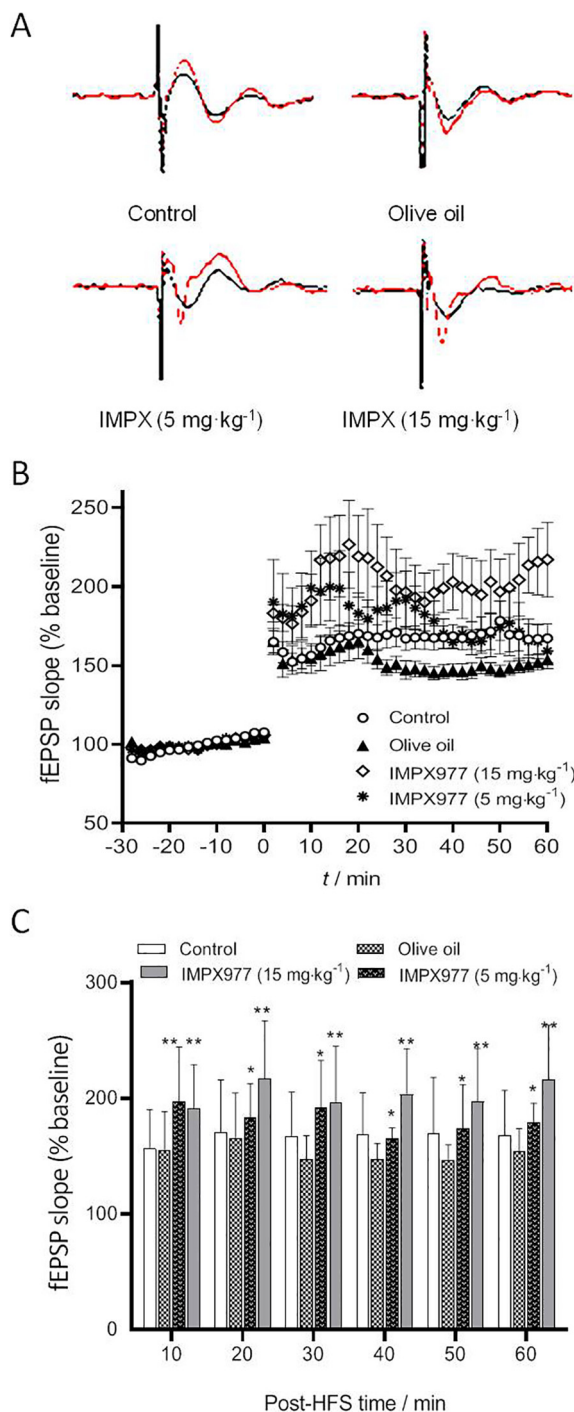 A
Control
Olive oil
IMPX (5 mg·kg⁻¹)
IMPX (15 mg·kg⁻¹)
B
fEPSP slope (% baseline)
250
200
150
100
50
Control
Olive oil
IMPX977 (15 mg·kg⁻¹)
IMPX977 (5 mg·kg⁻¹)
-30 -20 -10 0 10 20 30 40 50 60
t / min
C
Control
Olive oil
IMPX977 (15 mg·kg⁻¹)
IMPX977 (5 mg·kg⁻¹)
fEPSP slope (% baseline)
300
200
100
0
** ** * ** * ** * ** * ** * **
10 20 30 40 50 60
Post-HFS time / min